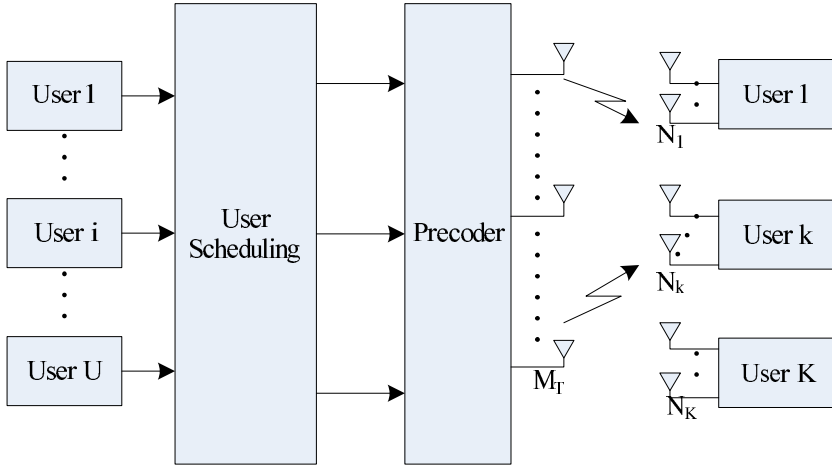 User 1
User i
User U
User
Scheduling
Precoder
M_T
N_1
N_k
N_K
User 1
User k
User K